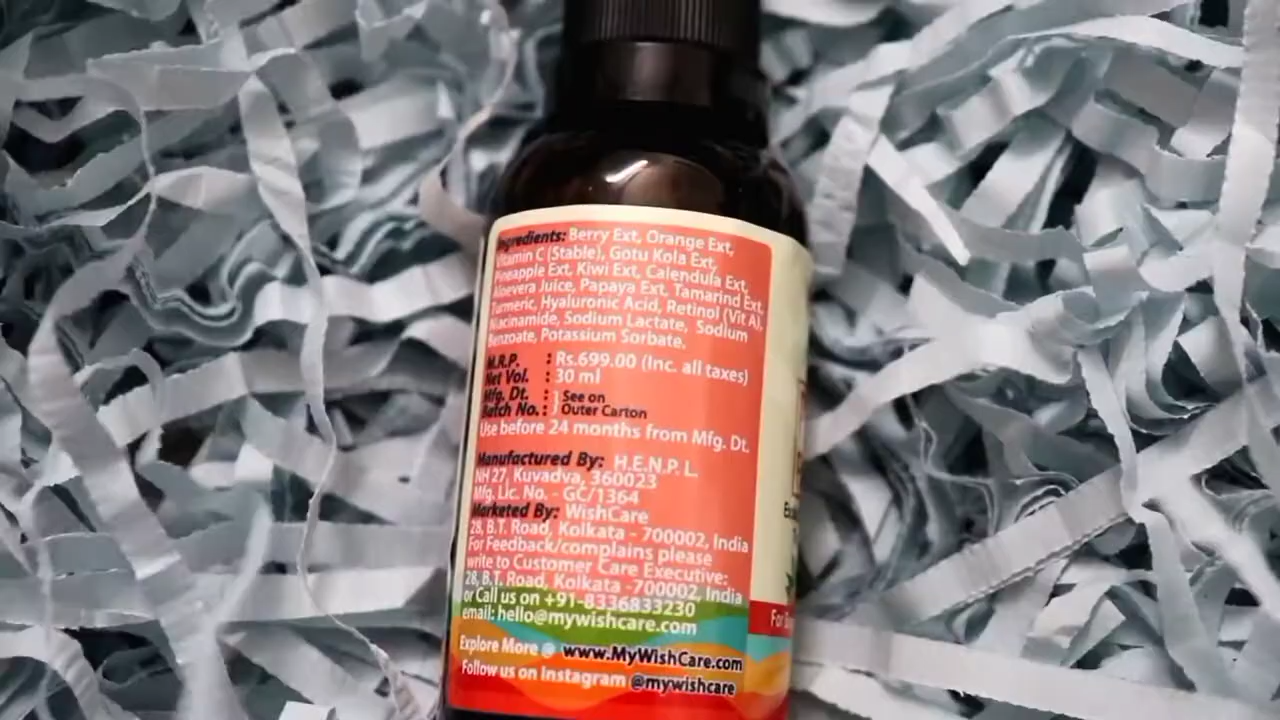 Ingredients: Berry Ext, Orange Ext,
Vitamin C (Stable), Gotu Kola Ext,
Pineapple Ext, Kiwi Ext, Calendula Ext,
Aloevera Juice, Papaya Ext, Tamarind Ext,
Turmeric, Hyaluronic Acid, Retinol (Vit A),
Niacinamide, Sodium Lactate, Sodium
Benzoate, Potassium Sorbate.
M.R.P. : Rs.699.00 (Inc. all taxes)
Net Vol. : 30 ml
Mfg. Dt. : See on
Batch No. : Outer Carton
Use before 24 months from Mfg. Dt.
Manufactured By: H.E.N.P. L.
NH 27, Kuvadva, 360023
Mfg. Lic. No. - GC/1364
Marketed By: WishCare
28, B.T. Road, Kolkata - 700002, India
For Feedback/complains please
write to Customer Care Executive:
28, B.T. Road, Kolkata -700002, India
or Call us on +91-8336833230
email: hello@mywishcare.com
Explore More @ www.MyWishCare.com
Follow us on Instagram @mywishcare
For